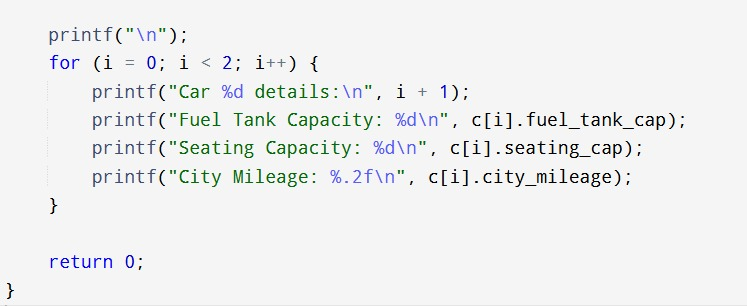 printf("\n");
for (i = 0; i < 2; i++) {
printf("Car %d details:\n", i + 1);
printf("Fuel Tank Capacity: %d\n", c[i].fuel_tank_cap);
printf("Seating Capacity: %d\n", c[i].seating_cap);
printf("City Mileage: %.2f\n", c[i].city_mileage);
}
return 0;
}